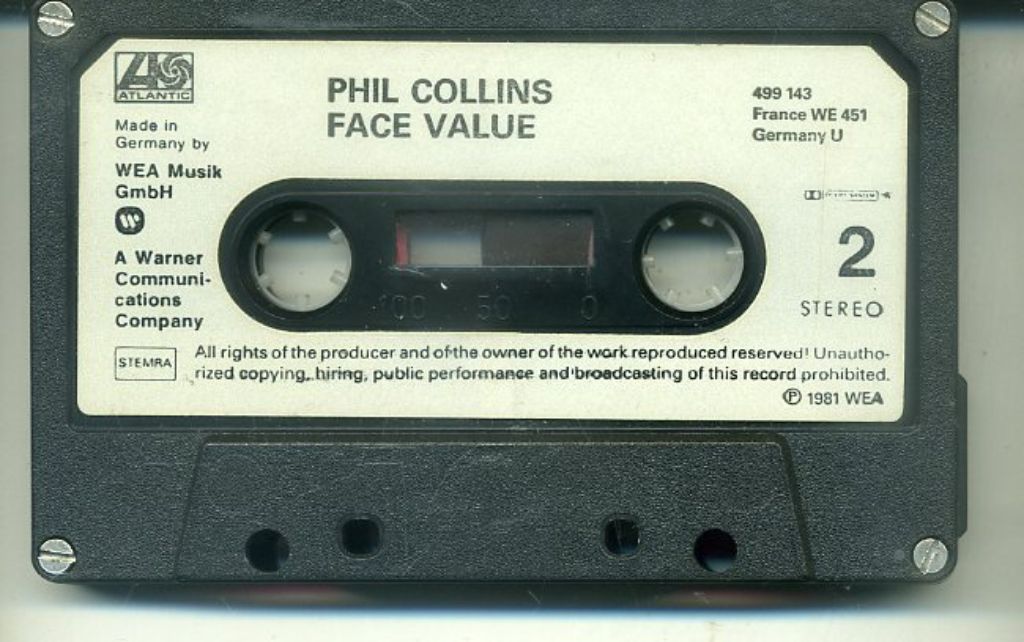 ATLANTIC
Made in
Germany by
WEA Musik
GmbH
A Warner
Communi-
cations
Company
PHIL COLLINS
FACE VALUE
499 143
France WE 451
Germany U
2
STEREO
100 50 0
STEMRA
All rights of the producer and of the owner of the work reproduced reserved! Unautho-
rized copying, hiring, public performance and broadcasting of this record prohibited.
Ⓟ 1981 WEA